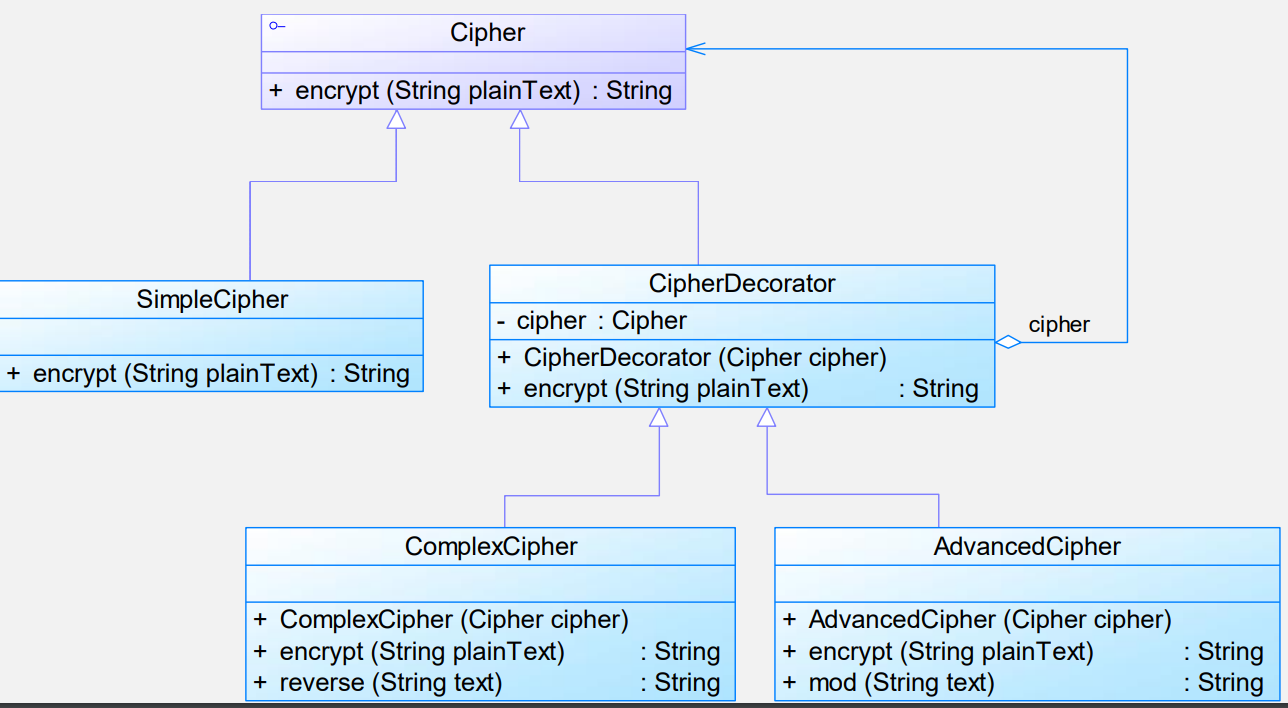 Cipher
+ encrypt (String plainText) : String
SimpleCipher
+ encrypt (String plainText) : String
CipherDecorator
- cipher : Cipher
+ CipherDecorator (Cipher cipher)
+ encrypt (String plainText) : String
cipher
ComplexCipher
+ ComplexCipher (Cipher cipher)
+ encrypt (String plainText) : String
+ reverse (String text) : String
AdvancedCipher
+ AdvancedCipher (Cipher cipher)
+ encrypt (String plainText) : String
+ mod (String text) : String